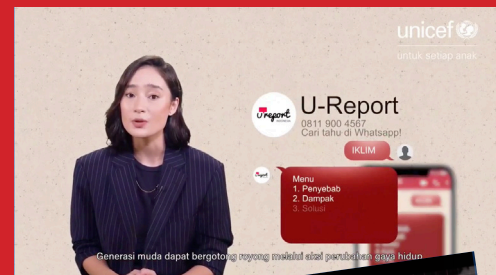 unicef
untuk setiap anak
U-Report
0811 900 4567
Cari tahu di Whatsapp!
IKLIM
Menu
1. Penyebab
2. Dampak
3. Solusi
Generasi muda dapat bergotong royong melalui aksi perubahan gaya hidup